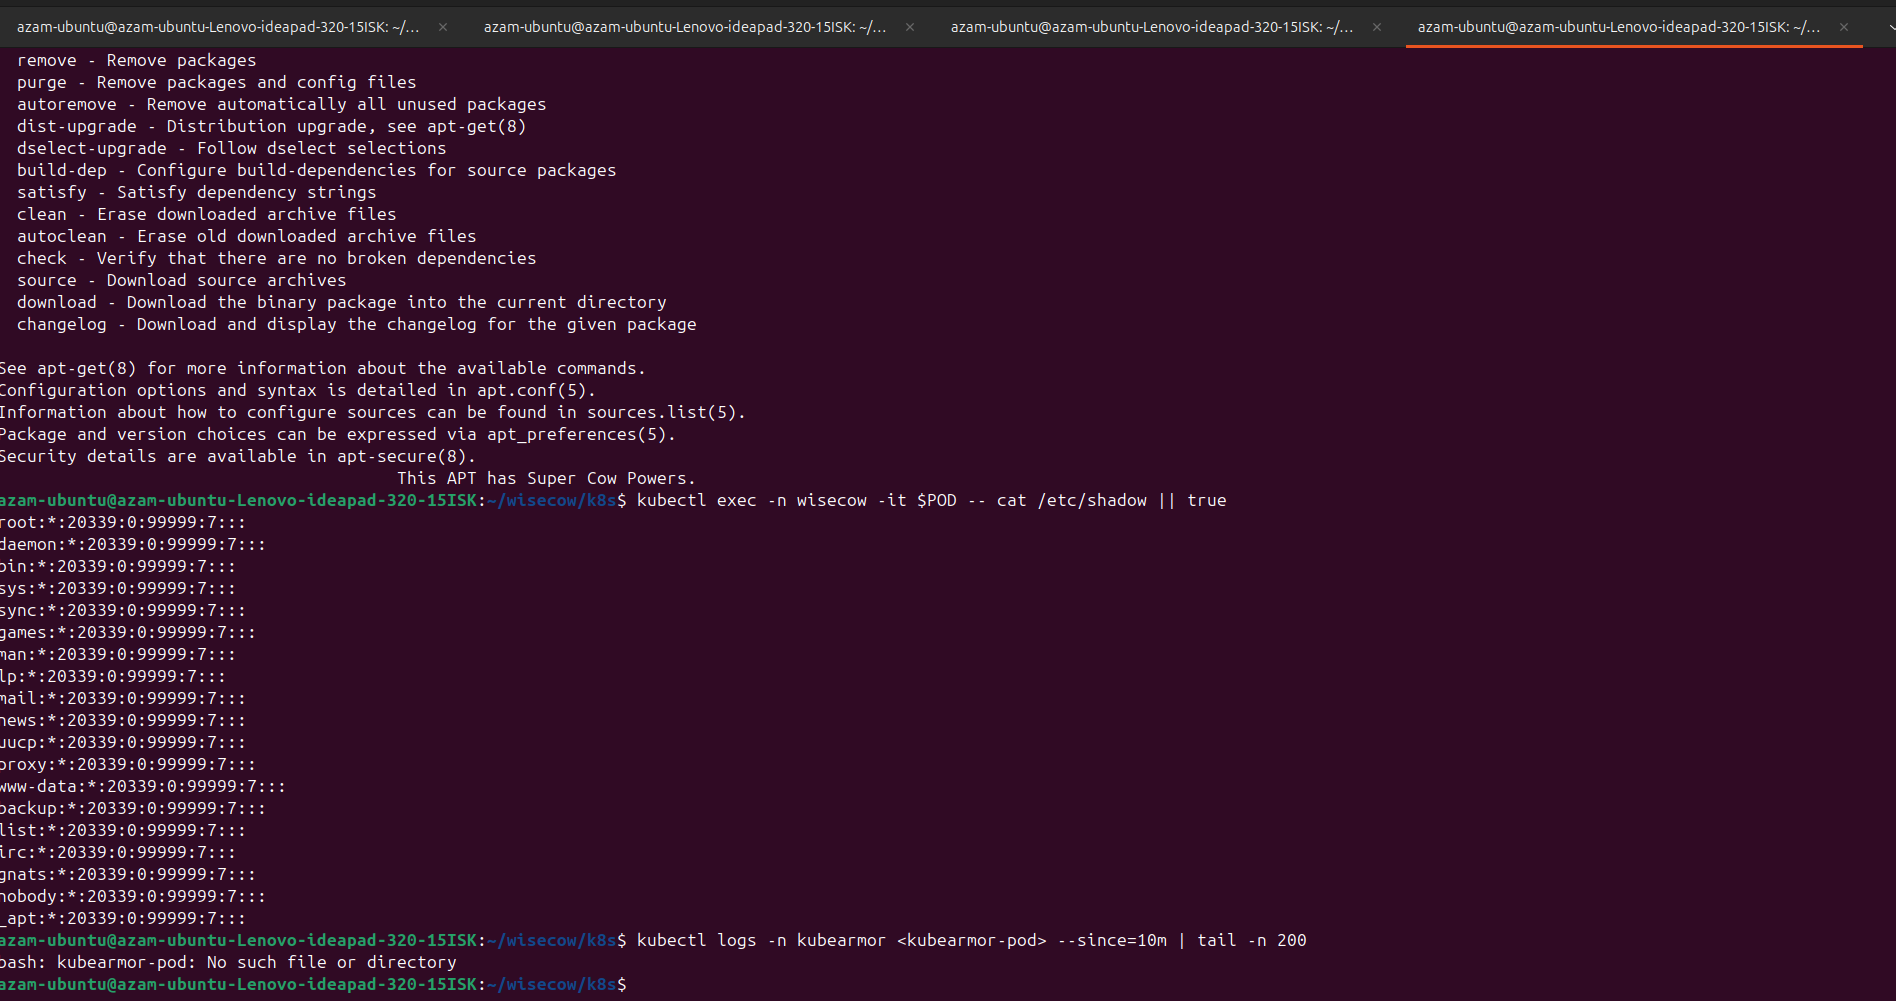 azam-ubuntu@azam-ubuntu-Lenovo-ideapad-320-15ISK: ~/... × azam-ubuntu@azam-ubuntu-Lenovo-ideapad-320-15ISK: ~/... × azam-ubuntu@azam-ubuntu-Lenovo-ideapad-320-15ISK: ~/... × azam-ubuntu@azam-ubuntu-Lenovo-ideapad-320-15ISK: ~/... ×
remove - Remove packages
purge - Remove packages and config files
autoremove - Remove automatically all unused packages
dist-upgrade - Distribution upgrade, see apt-get(8)
dselect-upgrade - Follow dselect selections
build-dep - Configure build-dependencies for source packages
satisfy - Satisfy dependency strings
clean - Erase downloaded archive files
autoclean - Erase old downloaded archive files
check - Verify that there are no broken dependencies
source - Download source archives
download - Download the binary package into the current directory
changelog - Download and display the changelog for the given package
See apt-get(8) for more information about the available commands.
Configuration options and syntax is detailed in apt.conf(5).
Information about how to configure sources can be found in sources.list(5).
Package and version choices can be expressed via apt_preferences(5).
Security details are available in apt-secure(8).
This APT has Super Cow Powers.
azam-ubuntu@azam-ubuntu-Lenovo-ideapad-320-15ISK:~/wisecow/k8s$ kubectl exec -n wisecow -it $POD -- cat /etc/shadow || true
root:*:20339:0:99999:7:::
daemon:*:20339:0:99999:7:::
bin:*:20339:0:99999:7:::
sys:*:20339:0:99999:7:::
sync:*:20339:0:99999:7:::
games:*:20339:0:99999:7:::
man:*:20339:0:99999:7:::
lp:*:20339:0:99999:7:::
mail:*:20339:0:99999:7:::
news:*:20339:0:99999:7:::
uucp:*:20339:0:99999:7:::
proxy:*:20339:0:99999:7:::
www-data:*:20339:0:99999:7:::
backup:*:20339:0:99999:7:::
list:*:20339:0:99999:7:::
irc:*:20339:0:99999:7:::
gnats:*:20339:0:99999:7:::
nobody:*:20339:0:99999:7:::
_apt:*:20339:0:99999:7:::
azam-ubuntu@azam-ubuntu-Lenovo-ideapad-320-15ISK:~/wisecow/k8s$ kubectl logs -n kubearmor <kubearmor-pod> --since=10m | tail -n 200
bash: kubearmor-pod: No such file or directory
azam-ubuntu@azam-ubuntu-Lenovo-ideapad-320-15ISK:~/wisecow/k8s$